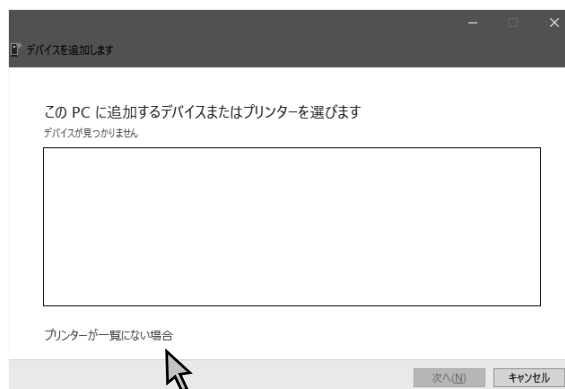 デバイスを追加します
この PC に追加するデバイスまたはプリンターを選びます
デバイスが見つかりません
プリンターが一覧にない場合
次へ(N) キャンセル